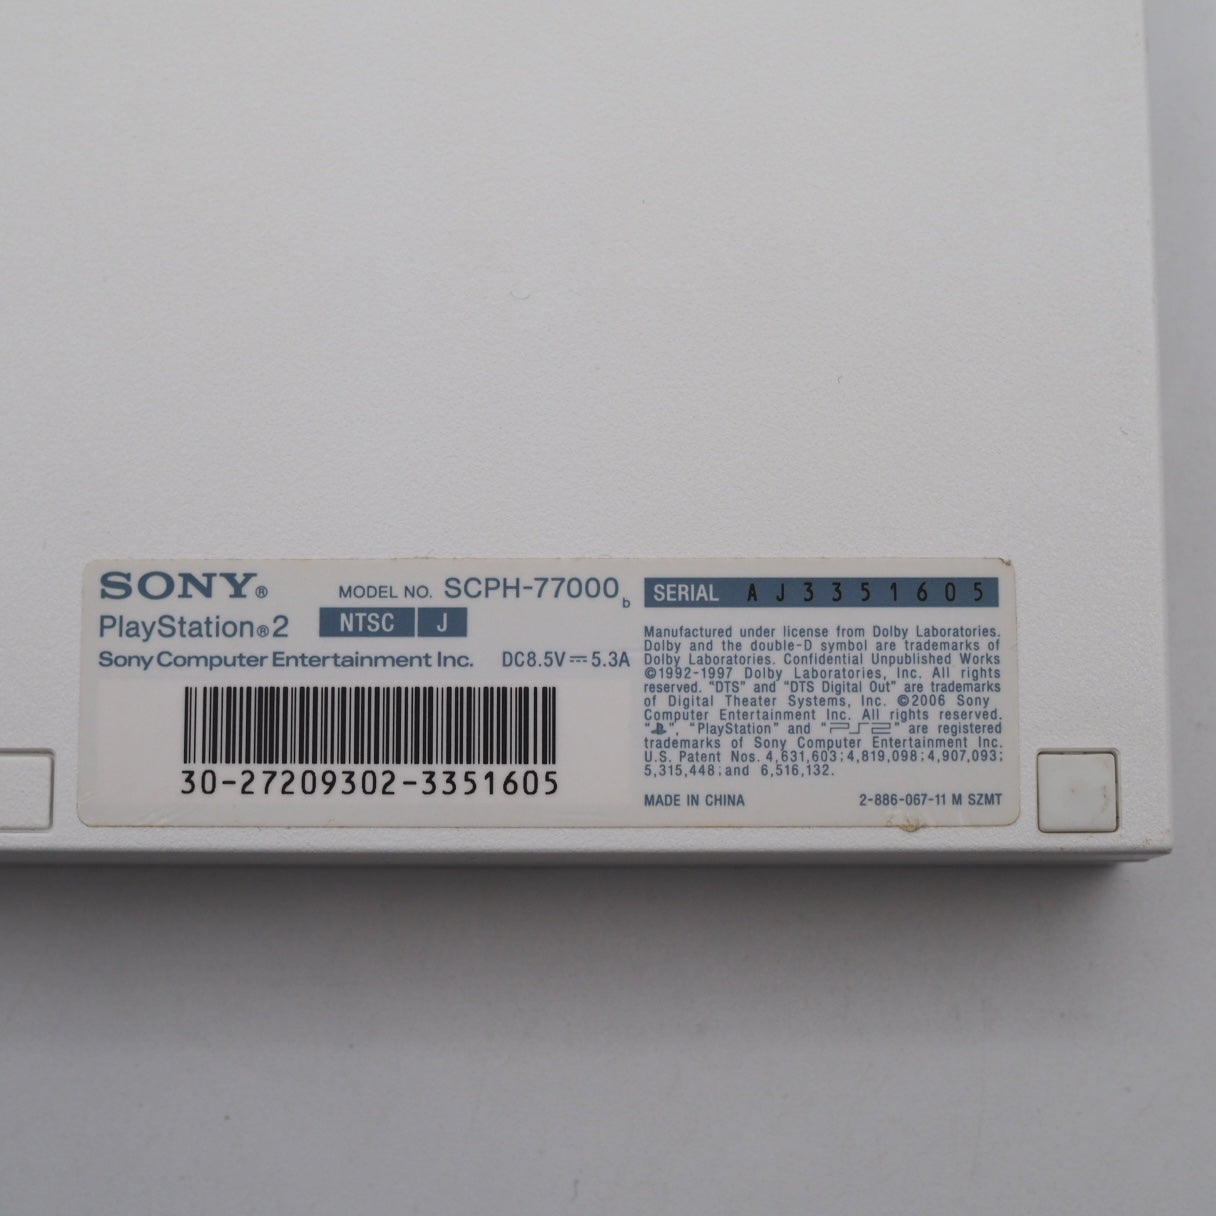 SONY®
MODEL NO. SCPH-77000 b
PlayStation®2 NTSC J
Sony Computer Entertainment Inc. DC8.5V⎓5.3A
30-27209302-3351605
SERIAL AJ3351605
Manufactured under license from Dolby Laboratories.
Dolby and the double-D symbol are trademarks of
Dolby Laboratories. Confidential Unpublished Works
©1992-1997 Dolby Laboratories, Inc. All rights
reserved. "DTS" and "DTS Digital Out" are trademarks
of Digital Theater Systems, Inc. ©2006 Sony
Computer Entertainment Inc. All rights reserved.
" ", "PlayStation" and "PS2" are registered
trademarks of Sony Computer Entertainment Inc.
U.S. Patent Nos. 4,631,603; 4,819,098; 4,907,093;
5,315,448; and 6,516,132.
MADE IN CHINA 2-886-067-11 M SZMT